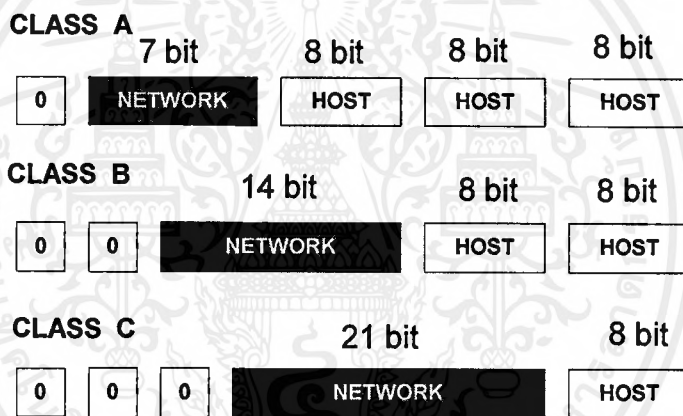 CLASS A
7 bit 8 bit 8 bit 8 bit
0 NETWORK HOST HOST HOST
CLASS B
14 bit 8 bit 8 bit
0 0 NETWORK HOST HOST
CLASS C
21 bit 8 bit
0 0 0 NETWORK HOST